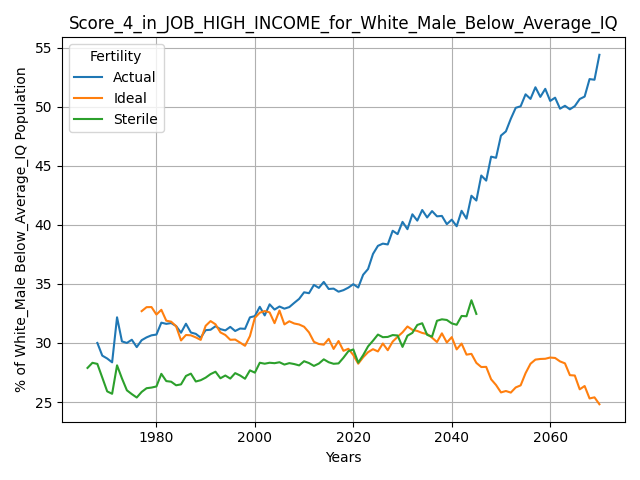 Score_4_in_JOB_HIGH_INCOME_for_White_Male_Below_Average_IQ
Fertility
Actual
Ideal
Sterile
% of White_Male Below_Average_IQ Population
55
50
45
40
35
30
25
1980
2000
2020
2040
2060
Years